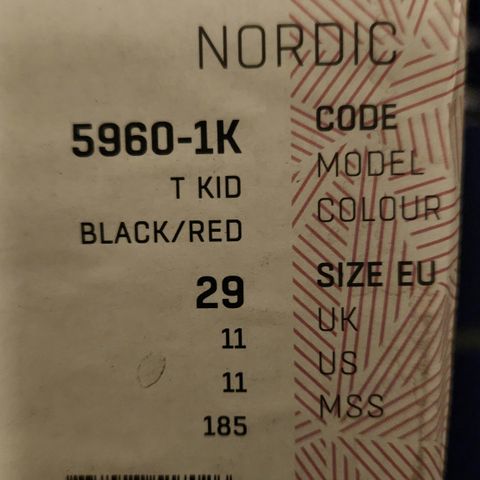 NORDIC
5960-1K CODE
T KID MODEL
BLACK/RED COLOUR
29 SIZE EU
11 UK
11 US
185 MSS